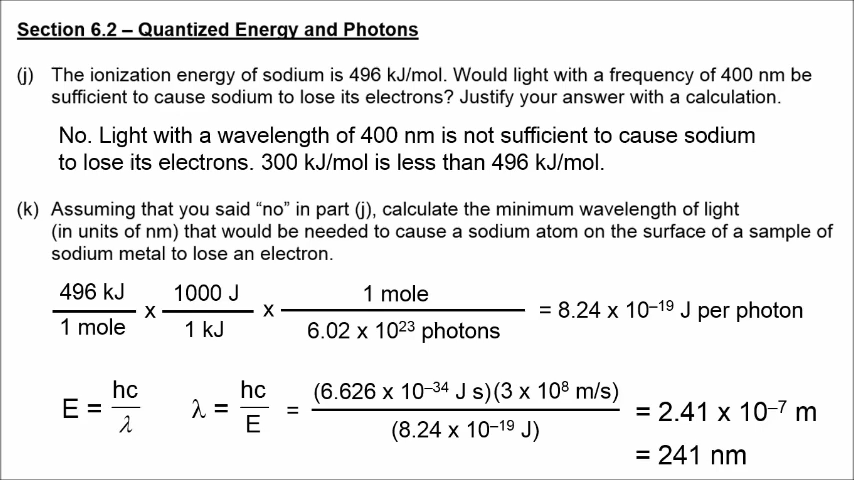 Section 6.2 – Quantized Energy and Photons
(j) The ionization energy of sodium is 496 kJ/mol. Would light with a frequency of 400 nm be
sufficient to cause sodium to lose its electrons? Justify your answer with a calculation.
No. Light with a wavelength of 400 nm is not sufficient to cause sodium
to lose its electrons. 300 kJ/mol is less than 496 kJ/mol.
(k) Assuming that you said “no” in part (j), calculate the minimum wavelength of light
(in units of nm) that would be needed to cause a sodium atom on the surface of a sample of
sodium metal to lose an electron.
496 kJ / 1 mole x 1000 J / 1 kJ x 1 mole / 6.02 x 10²³ photons = 8.24 x 10⁻¹⁹ J per photon
E = hc / λ λ = hc / E = (6.626 x 10⁻³⁴ J s)(3 x 10⁸ m/s) / (8.24 x 10⁻¹⁹ J) = 2.41 x 10⁻⁷ m
= 241 nm